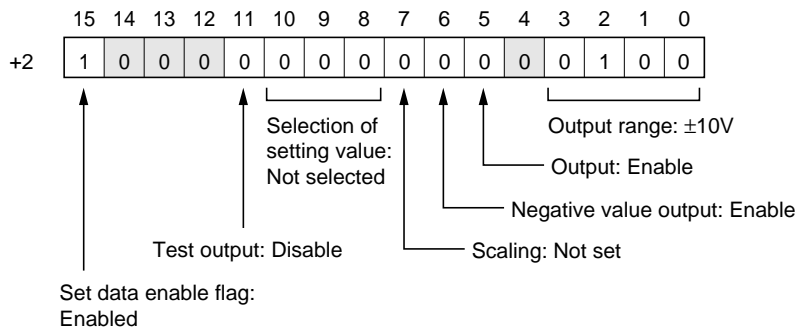 15 14 13 12 11 10 9 8 7 6 5 4 3 2 1 0
+2 1 0 0 0 0 0 0 0 0 0 0 0 0 1 0 0
Selection of
setting value:
Not selected
Output range: ±10V
Output: Enable
Negative value output: Enable
Test output: Disable
Scaling: Not set
Set data enable flag:
Enabled